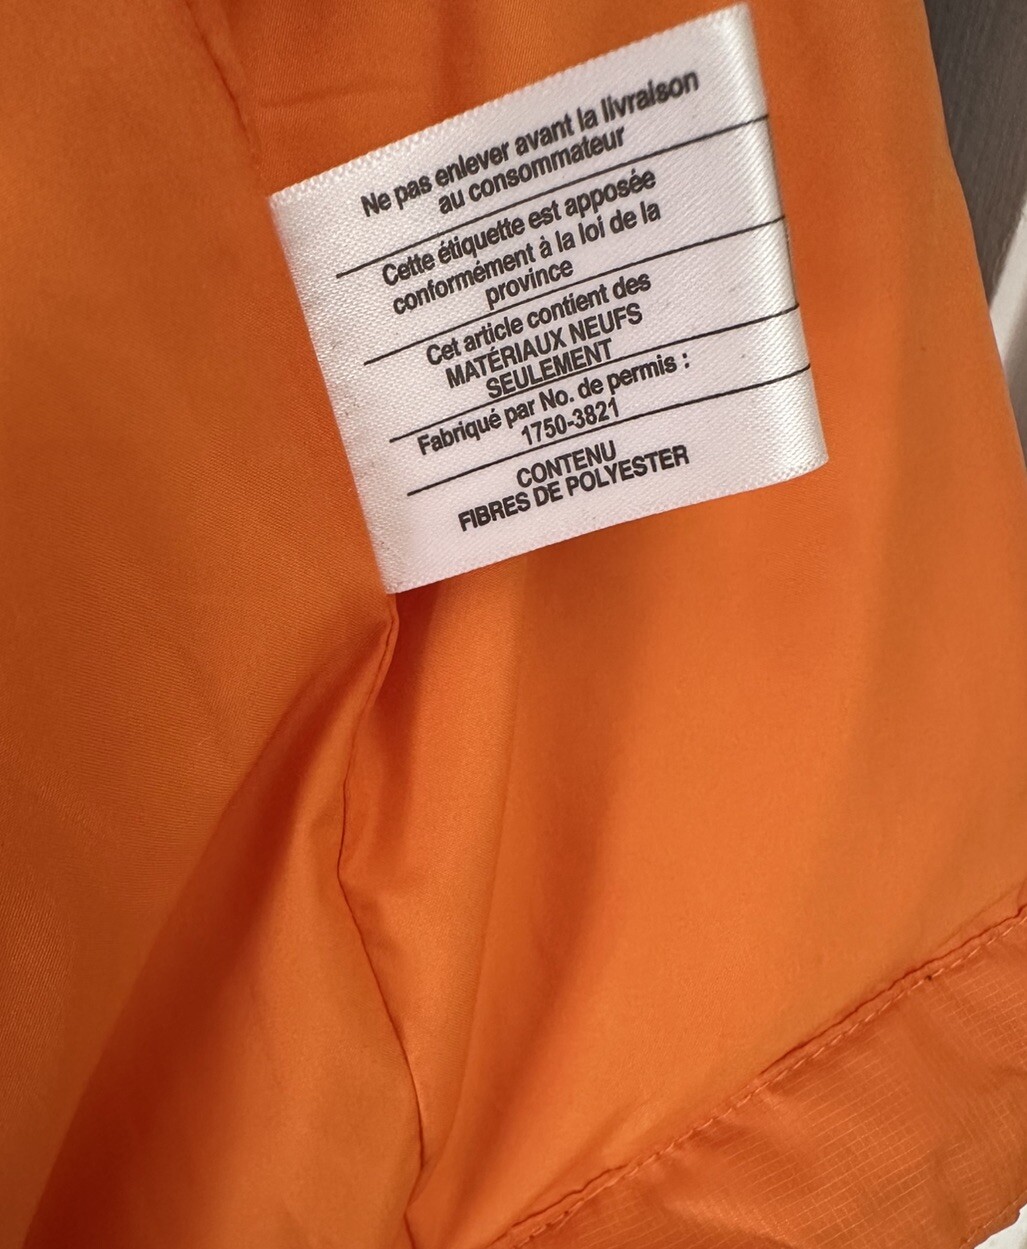 Ne pas enlever avant la livraison
au consommateur
Cette étiquette est apposée
conformément à la loi de la
province
Cet article contient des
MATÉRIAUX NEUFS
SEULEMENT
Fabriqué par No. de permis :
1750-3821
CONTENU
FIBRES DE POLYESTER